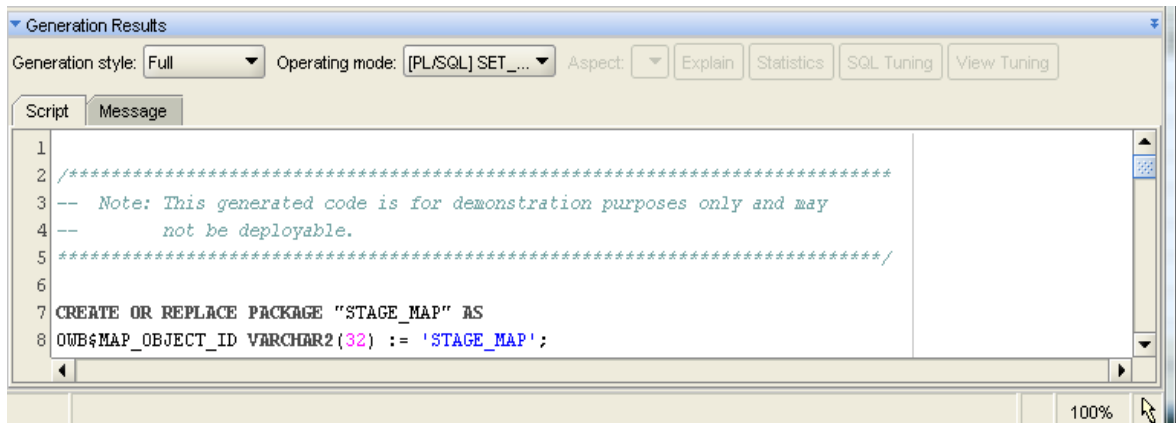 Generation Results
Generation style: Full Operating mode: [PL/SQL] SET_... Aspect: Explain Statistics SQL Tuning View Tuning
Script Message
1
2 /*****************************************************************************
3 -- Note: This generated code is for demonstration purposes only and may
4 -- not be deployable.
5 *****************************************************************************/
6
7 CREATE OR REPLACE PACKAGE "STAGE_MAP" AS
8 OWB$MAP_OBJECT_ID VARCHAR2(32) := 'STAGE_MAP';
100%